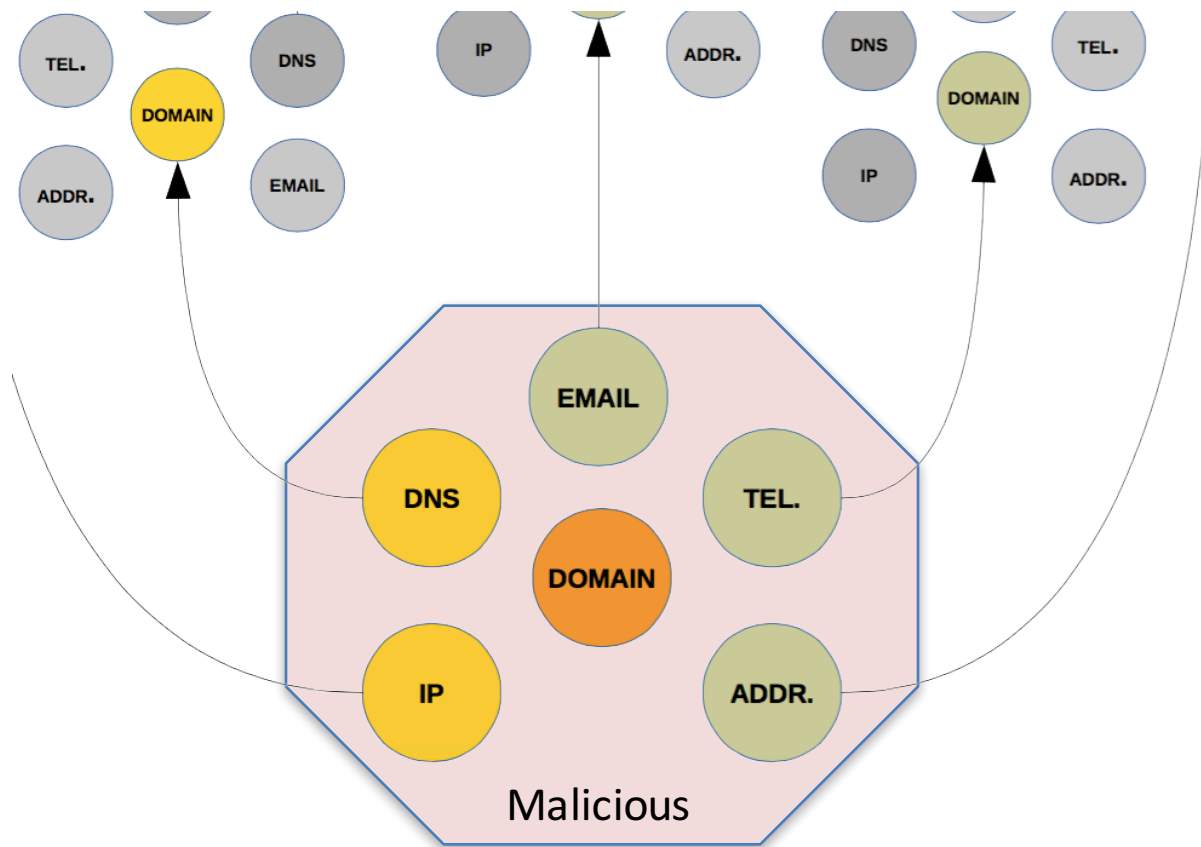 TEL.
DNS
DOMAIN
ADDR.
EMAIL
IP
ADDR.
DNS
TEL.
DOMAIN
IP
ADDR.
EMAIL
DNS
TEL.
DOMAIN
IP
ADDR.
Malicious